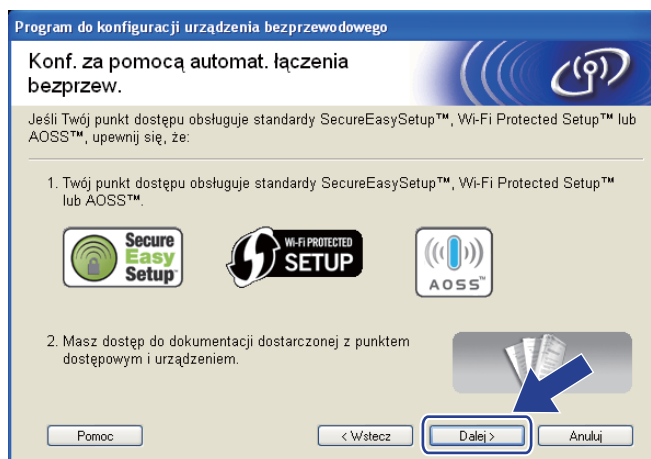 Program do konfiguracji urządzenia bezprzewodowego
Konf. za pomocą automat. łączenia
bezprzew.
Jeśli Twój punkt dostępu obsługuje standardy SecureEasySetup™, Wi-Fi Protected Setup™ lub
AOSS™, upewnij się, że:
1. Twój punkt dostępu obsługuje standardy SecureEasySetup™, Wi-Fi Protected Setup™
lub AOSS™.
Secure
Easy
Setup™
Wi-Fi PROTECTED
SETUP
AOSS™
2. Masz dostęp do dokumentacji dostarczonej z punktem
dostępowym i urządzeniem.
Pomoc
< Wstecz
Dalej >
Anuluj